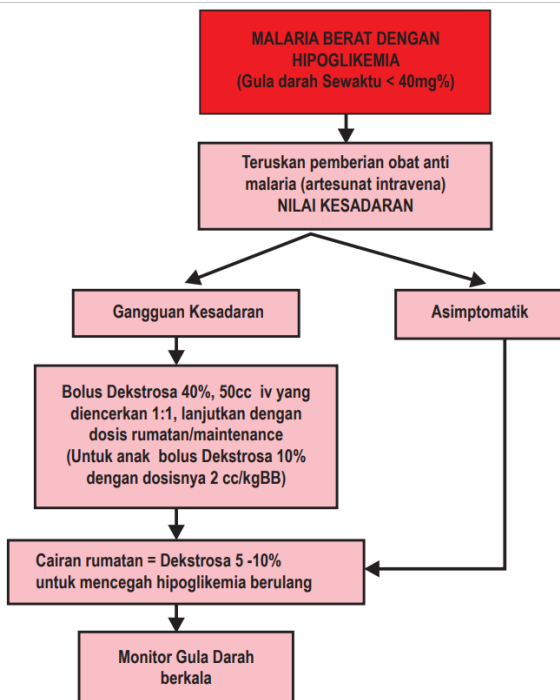 MALARIA BERAT DENGAN
HIPOGLIKEMIA
(Gula darah Sewaktu < 40mg%)
Teruskan pemberian obat anti
malaria (artesunat intravena)
NILAI KESADARAN
Gangguan Kesadaran
Asimptomatik
Bolus Dekstrosa 40%, 50cc iv yang
diencerkan 1:1, lanjutkan dengan
dosis rumatan/maintenance
(Untuk anak bolus Dekstrosa 10%
dengan dosisnya 2 cc/kgBB)
Cairan rumatan = Dekstrosa 5 -10%
untuk mencegah hipoglikemia berulang
Monitor Gula Darah
berkala